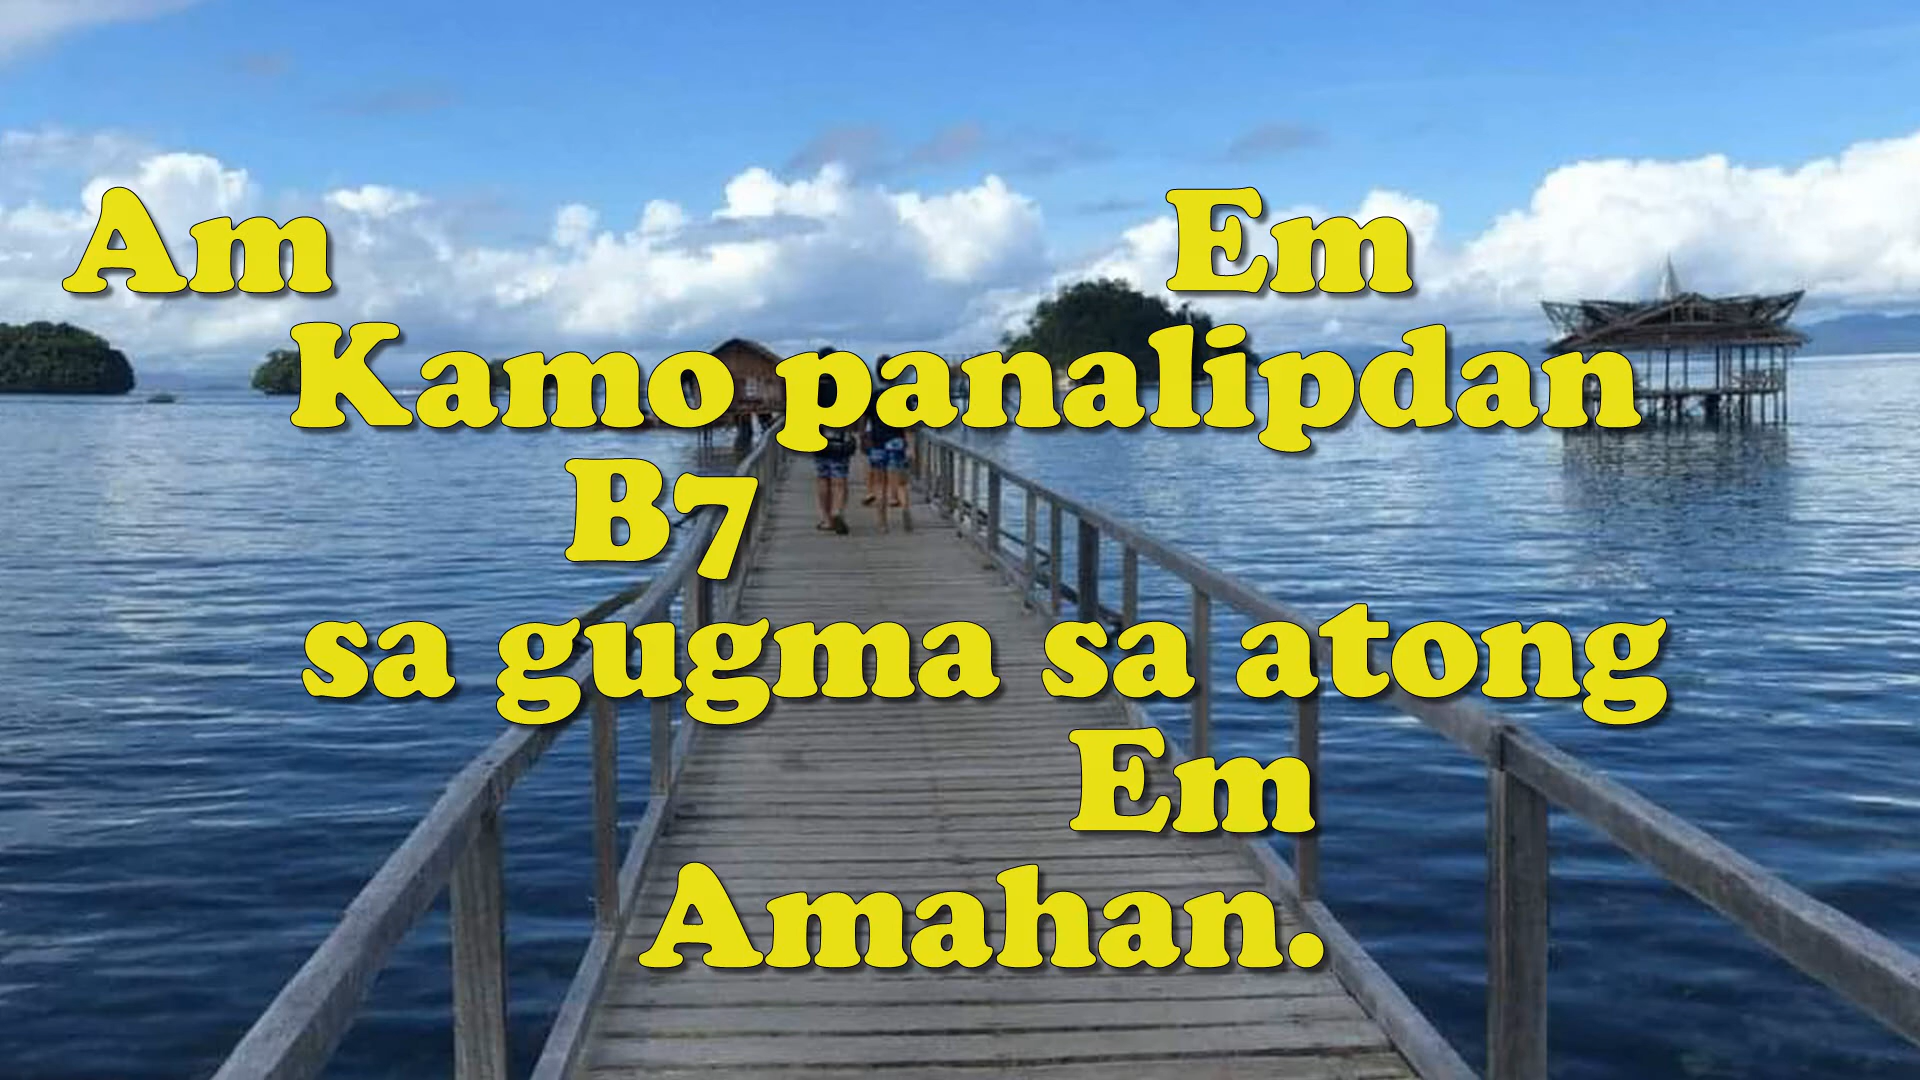 Am Em
Kamo panalipdan
B7
sa gugma sa atong
Em
Amahan.